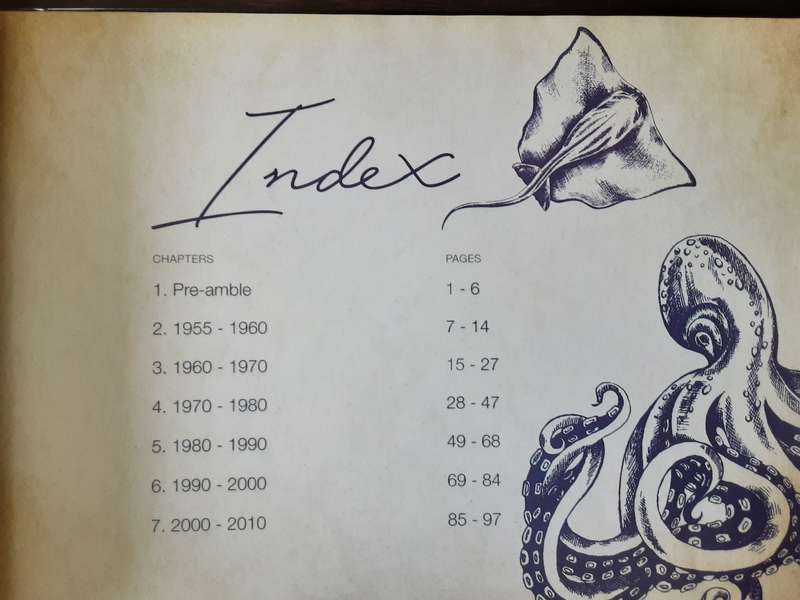 Index
CHAPTERS PAGES
1. Pre-amble 1 - 6
2. 1955 - 1960 7 - 14
3. 1960 - 1970 15 - 27
4. 1970 - 1980 28 - 47
5. 1980 - 1990 49 - 68
6. 1990 - 2000 69 - 84
7. 2000 - 2010 85 - 97